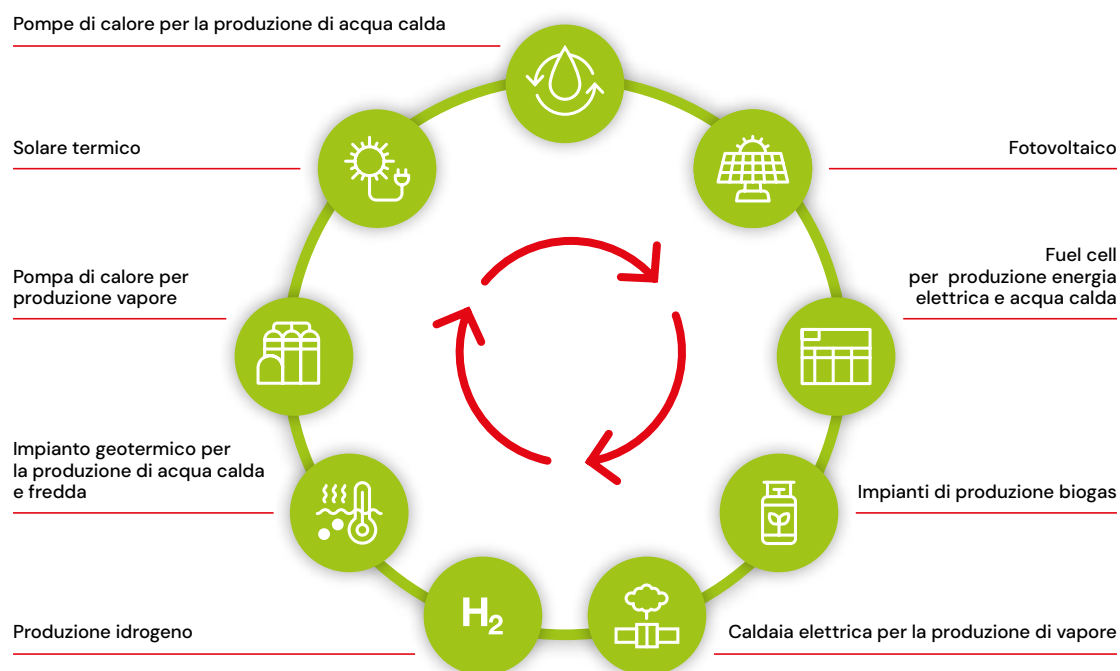 Pompe di calore per la produzione di acqua calda
Solare termico
Fotovoltaico
Pompa di calore per
produzione vapore
Fuel cell
per produzione energia
elettrica e acqua calda
Impianto geotermico per
la produzione di acqua calda
e fredda
Impianti di produzione biogas
H₂
Produzione idrogeno
Caldaia elettrica per la produzione di vapore